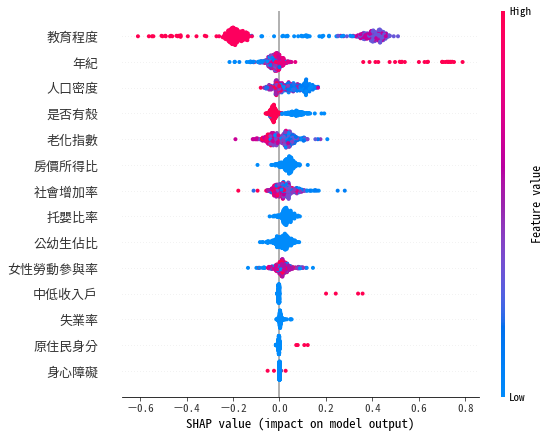 High
教育程度
年紀
人口密度
是否有殼
老化指數
房價所得比
社會增加率
托嬰比率
公幼生佔比
女性勞動參與率
中低收入戶
失業率
原住民身分
身心障礙
Feature value
Low
−0.6 −0.4 −0.2 0.0 0.2 0.4 0.6 0.8
SHAP value (impact on model output)